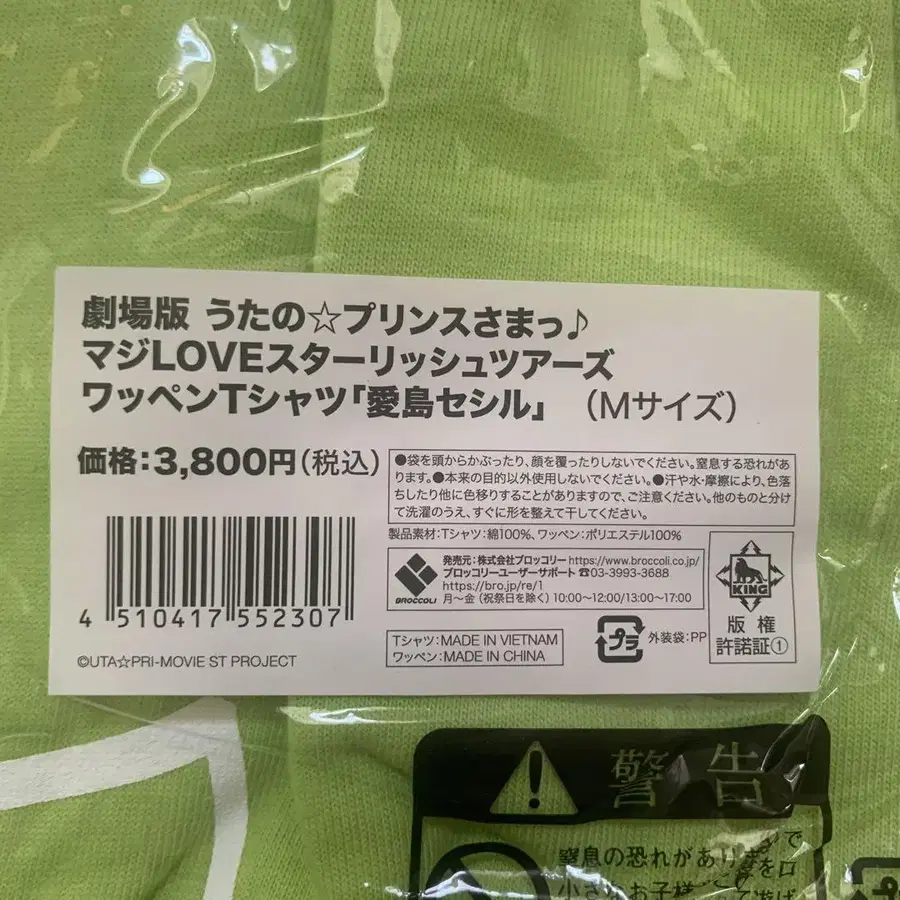 劇場版 うたの☆プリンスさまっ♪
マジLOVEスターリッシュツアーズ
ワッペンTシャツ「愛島セシル」 （Mサイズ）
価格：3,800円（税込）
●袋を頭からかぶったり、顔を覆ったりしないでください。窒息する恐れがあ
ります。●本来の目的以外使用しないでください。●汗や水・摩擦により、色落
ちしたり他に色移りすることがありますので、ご注意ください。他のものと分け
て洗濯のうえ、すぐに形を整えて干してください。
製品素材：Tシャツ：綿100％、ワッペン：ポリエステル100％
BROCCOLI
発売元：株式会社ブロッコリー https://www.broccoli.co.jp/
ブロッコリーユーザーサポート ☎03-3993-3688
https://bro.jp/re/1
月～金（祝祭日を除く）10:00～12:00/13:00～17:00
KING
版権
許諾証①
4 510417 552307
Tシャツ：MADE IN VIETNAM
ワッペン：MADE IN CHINA
プラ
外装袋：PP
©UTA☆PRI-MOVIE ST PROJECT
警告
窒息の恐れがあります
小さなお子様